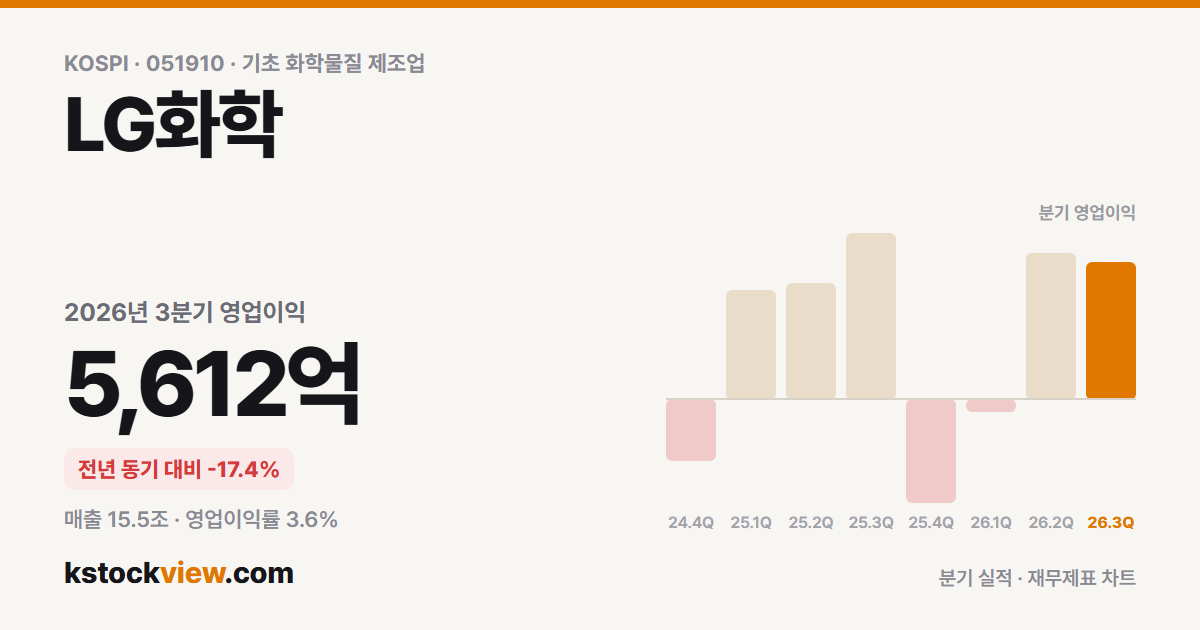 KOSPI · 051910 · 기초 화학물질 제조업
LG화학
분기 영업이익
2026년 3분기 영업이익
5,612억
전년 동기 대비 -17.4%
매출 15.5조 · 영업이익률 3.6%
24.4Q 25.1Q 25.2Q 25.3Q 25.4Q 26.1Q 26.2Q 26.3Q
kstockview.com
분기 실적 · 재무제표 차트